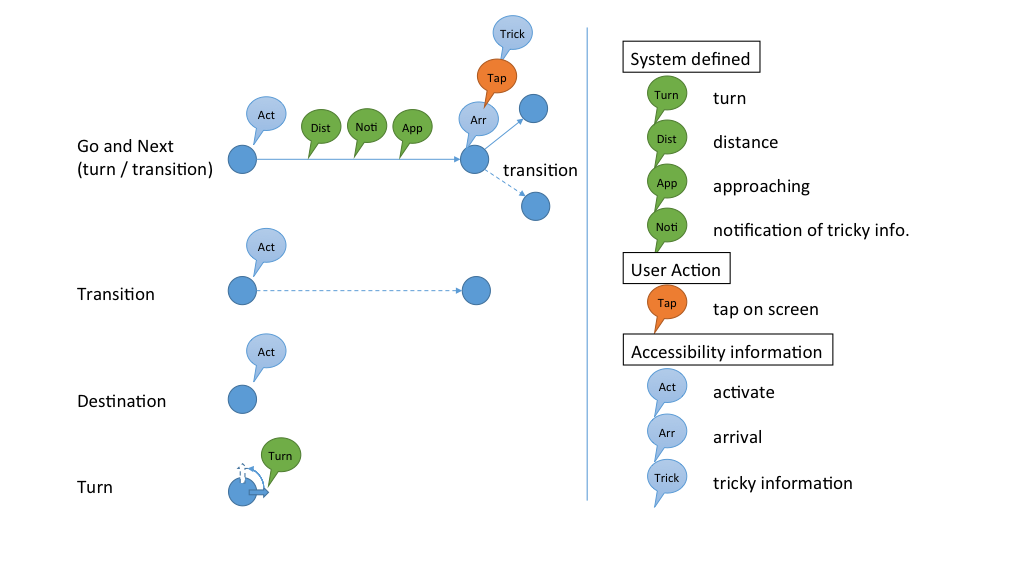 Go and Next
(turn / transition)
Act
Dist
Noti
App
Arr
Tap
Trick
transition
Transition
Act
Destination
Act
Turn
Turn
System defined
Turn
turn
Dist
distance
App
approaching
Noti
notification of tricky info.
User Action
Tap
tap on screen
Accessibility information
Act
activate
Arr
arrival
Trick
tricky information